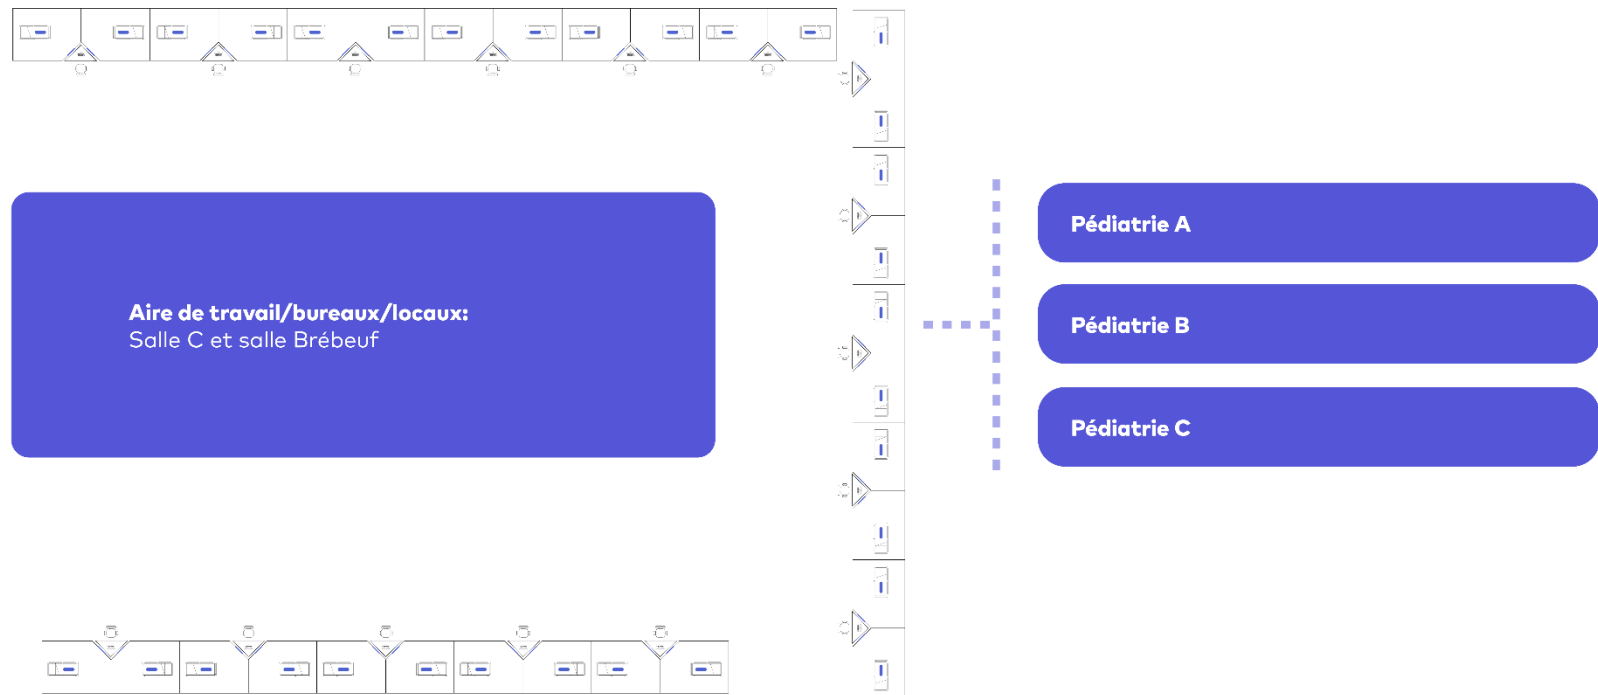 Aire de travail/bureaux/locaux:
Salle C et salle Brébeuf
Pédiatrie A
Pédiatrie B
Pédiatrie C